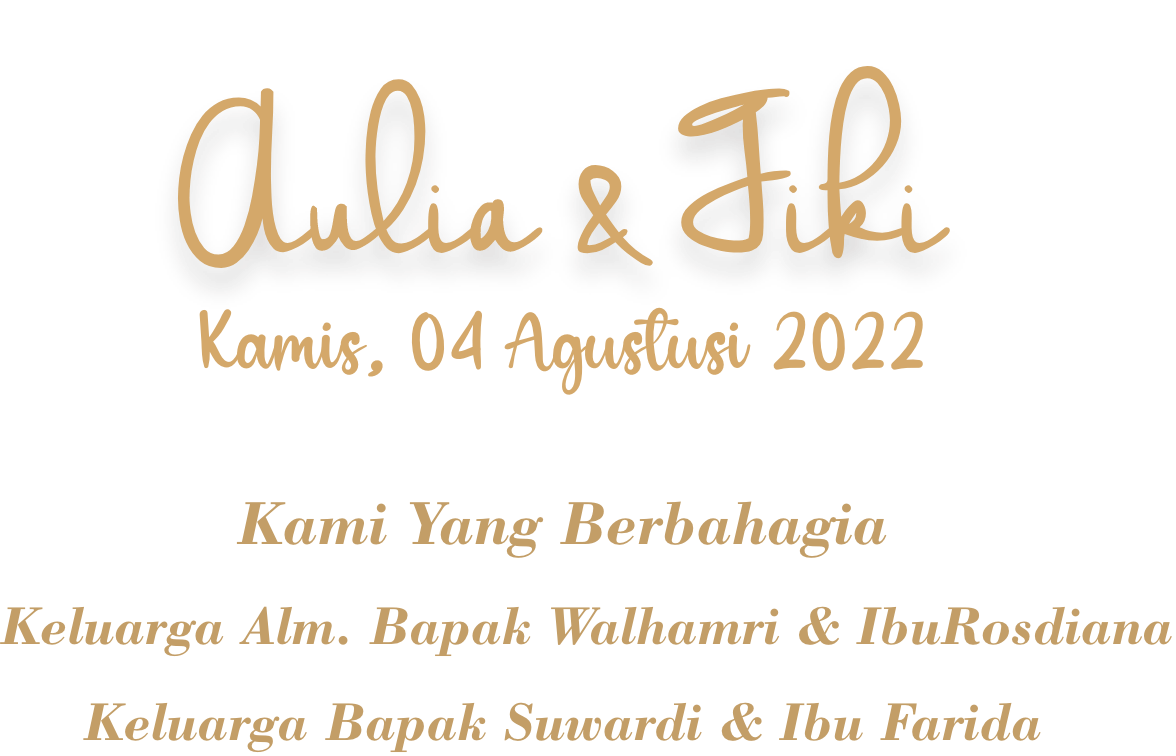 Aulia & Fiki
Kamis, 04 Agustusi 2022
Kami Yang Berbahagia
Keluarga Alm. Bapak Walhamri & IbuRosdiana
Keluarga Bapak Suwardi & Ibu Farida